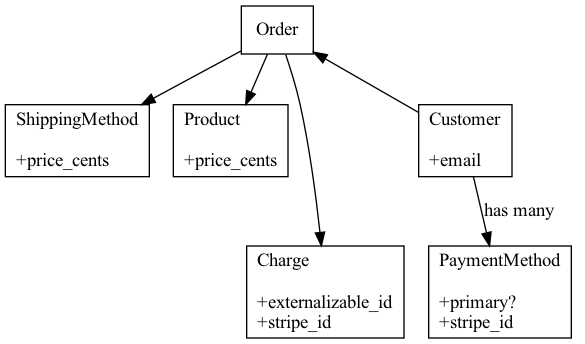 Order
ShippingMethod
+price_cents
Product
+price_cents
Customer
+email
has many
Charge
+externalizable_id
+stripe_id
PaymentMethod
+primary?
+stripe_id